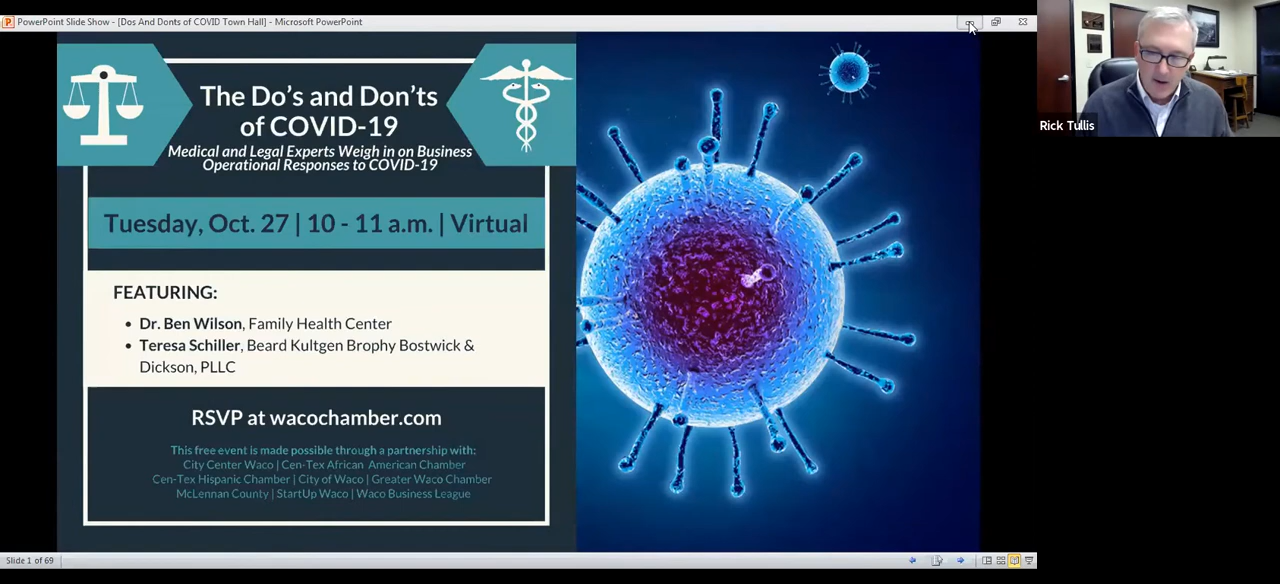 PowerPoint Slide Show - [Dos And Donts of COVID Town Hall] - Microsoft PowerPoint
The Do's and Don'ts
of COVID-19
Medical and Legal Experts Weigh in on Business
Operational Responses to COVID-19
Tuesday, Oct. 27 | 10 - 11 a.m. | Virtual
FEATURING:
• Dr. Ben Wilson, Family Health Center
• Teresa Schiller, Beard Kultgen Brophy Bostwick &
Dickson, PLLC
RSVP at wacochamber.com
This free event is made possible through a partnership with:
City Center Waco | Cen-Tex African American Chamber
Cen-Tex Hispanic Chamber | City of Waco | Greater Waco Chamber
McLennan County | StartUp Waco | Waco Business League
Slide 1 of 69
Rick Tullis